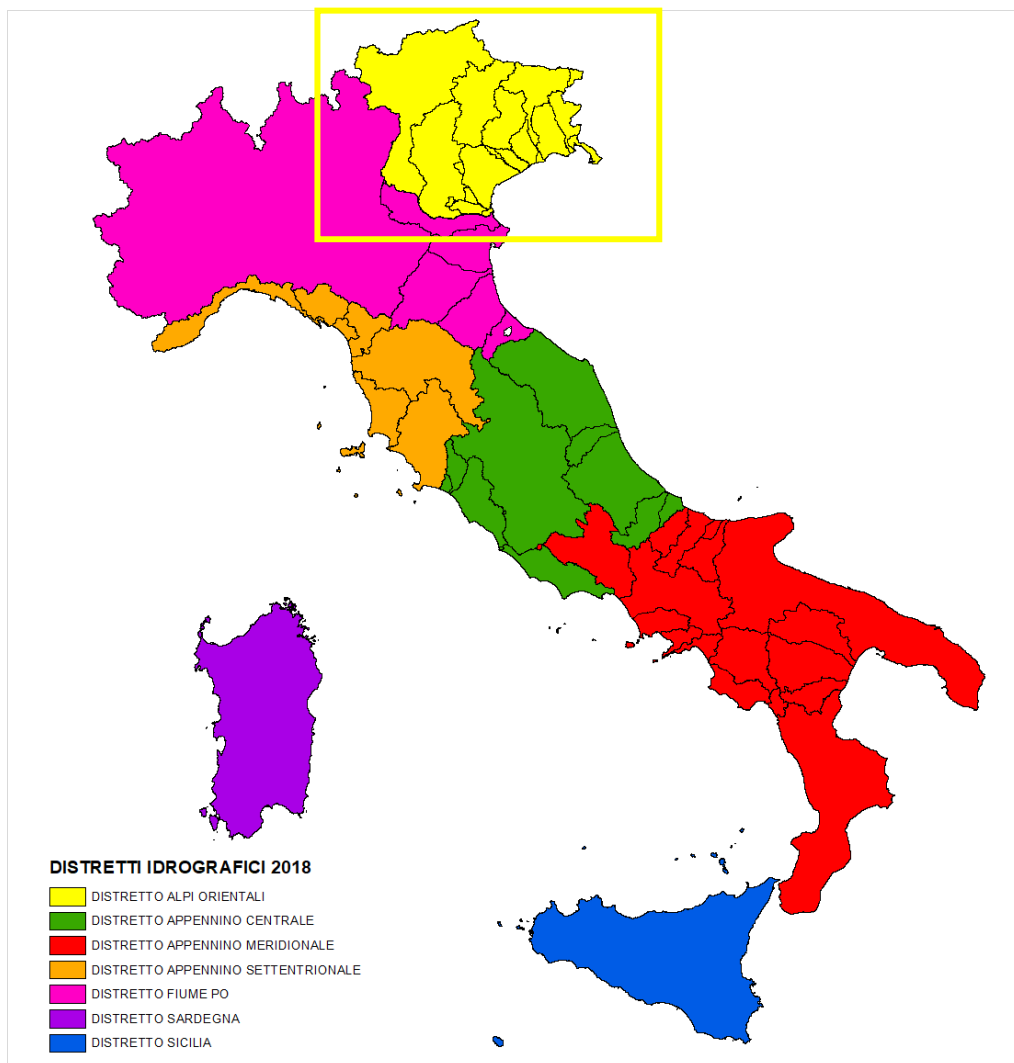 DISTRETTI IDROGRAFICI 2018
DISTRETTO ALPI ORIENTALI
DISTRETTO APPENNINO CENTRALE
DISTRETTO APPENNINO MERIDIONALE
DISTRETTO APPENNINO SETTENTRIONALE
DISTRETTO FIUME PO
DISTRETTO SARDEGNA
DISTRETTO SICILIA